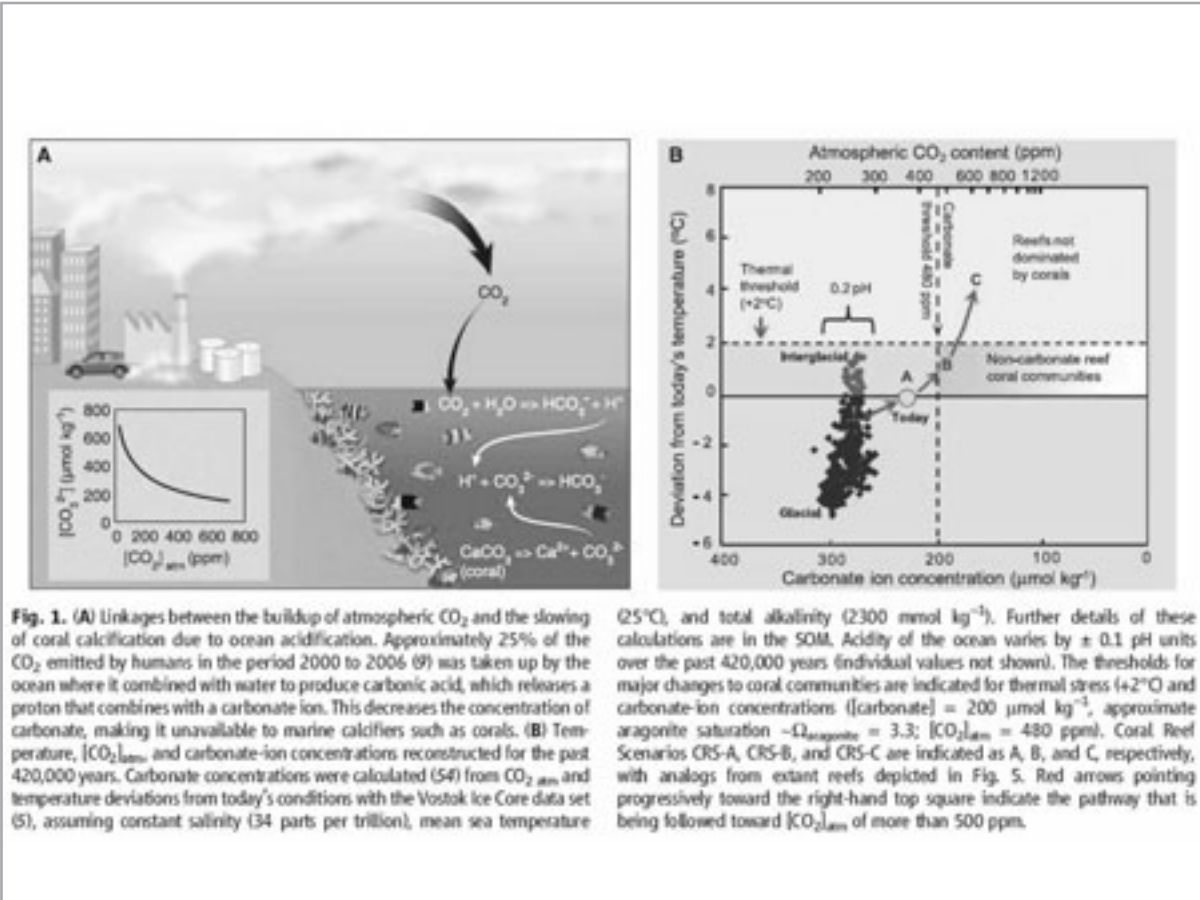 A
CO₂
CO₂ + H₂O => HCO₃⁻ + H⁺
H⁺ + CO₃²⁻ => HCO₃⁻
CaCO₃ => Ca²⁺ + CO₃²⁻
(coral)
[CO₃²⁻] (μmol kg⁻¹)
800
600
400
200
0
0 200 400 600 800
[CO₂]atm (ppm)
B
Atmospheric CO₂ content (ppm)
200 300 400 600 800 1200
Deviation from today's temperature (°C)
8
6
4
2
0
-2
-4
-6
Carbonate
threshold 480 ppm
Reefs not
dominated
by corals
Thermal
threshold
(+2°C)
0.2 pH
C
Interglacial
B
Non-carbonate reef
coral communities
A
Today
Glacial
400 300 200 100 0
Carbonate ion concentration (μmol kg⁻¹)
Fig. 1. (A) Linkages between the buildup of atmospheric CO₂ and the slowing
of coral calcification due to ocean acidification. Approximately 25% of the
CO₂ emitted by humans in the period 2000 to 2006 (9) was taken up by the
ocean where it combined with water to produce carbonic acid, which releases a
proton that combines with a carbonate ion. This decreases the concentration of
carbonate, making it unavailable to marine calcifiers such as corals. (B) Tem-
perature, [CO₂]atm, and carbonate-ion concentrations reconstructed for the past
420,000 years. Carbonate concentrations were calculated (54) from CO₂ atm and
temperature deviations from today's conditions with the Vostok Ice Core data set
(5), assuming constant salinity (34 parts per trillion), mean sea temperature
(25°C), and total alkalinity (2300 mmol kg⁻¹). Further details of these
calculations are in the SOM. Acidity of the ocean varies by ± 0.1 pH units
over the past 420,000 years (individual values not shown). The thresholds for
major changes to coral communities are indicated for thermal stress (+2°C) and
carbonate-ion concentrations ([carbonate] = 200 μmol kg⁻¹, approximate
aragonite saturation ~Ωaragonite = 3.3; [CO₂]atm = 480 ppm). Coral Reef
Scenarios CRS-A, CRS-B, and CRS-C are indicated as A, B, and C, respectively,
with analogs from extant reefs depicted in Fig. 5. Red arrows pointing
progressively toward the right-hand top square indicate the pathway that is
being followed toward [CO₂]atm of more than 500 ppm.